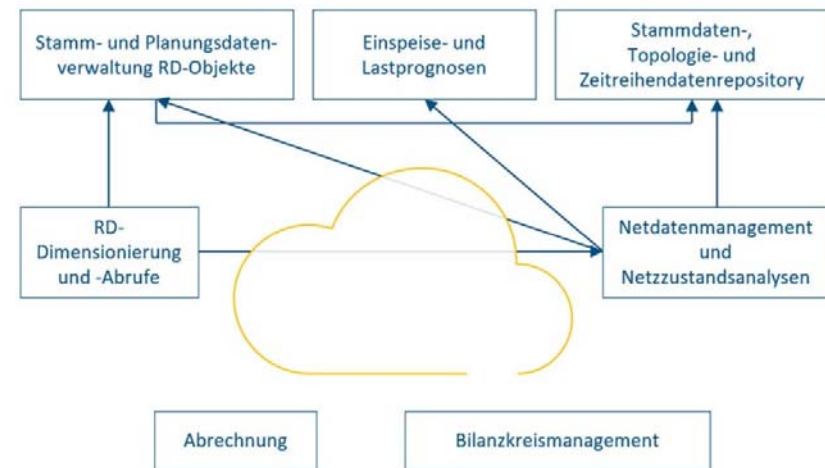 Stamm- und Planungsdaten-
verwaltung RD-Objekte
Einspeise- und
Lastprognosen
Stammdaten-,
Topologie- und
Zeitreihendatenrepository
RD-
Dimensionierung
und -Abrufe
Netdatenmanagement
und
Netzzustandsanalysen
Abrechnung
Bilanzkreismanagement